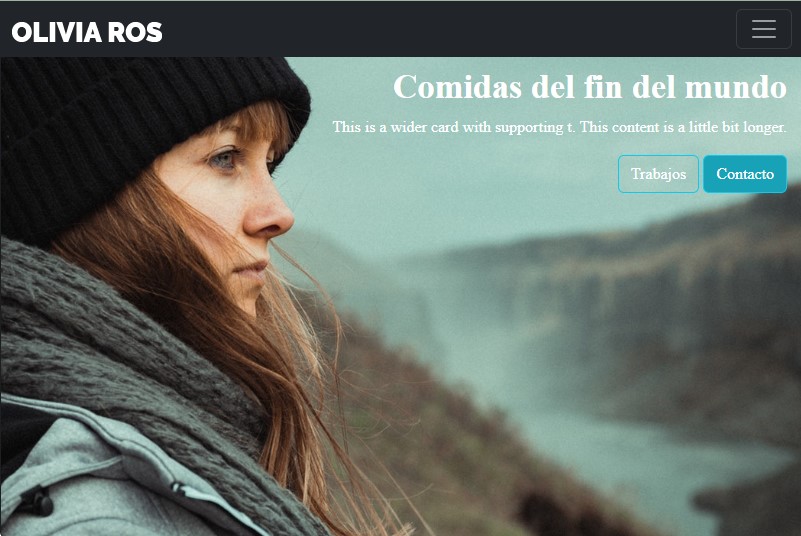 OLIVIA ROS
Comidas del fin del mundo
This is a wider card with supporting t. This content is a little bit longer.
Trabajos Contacto